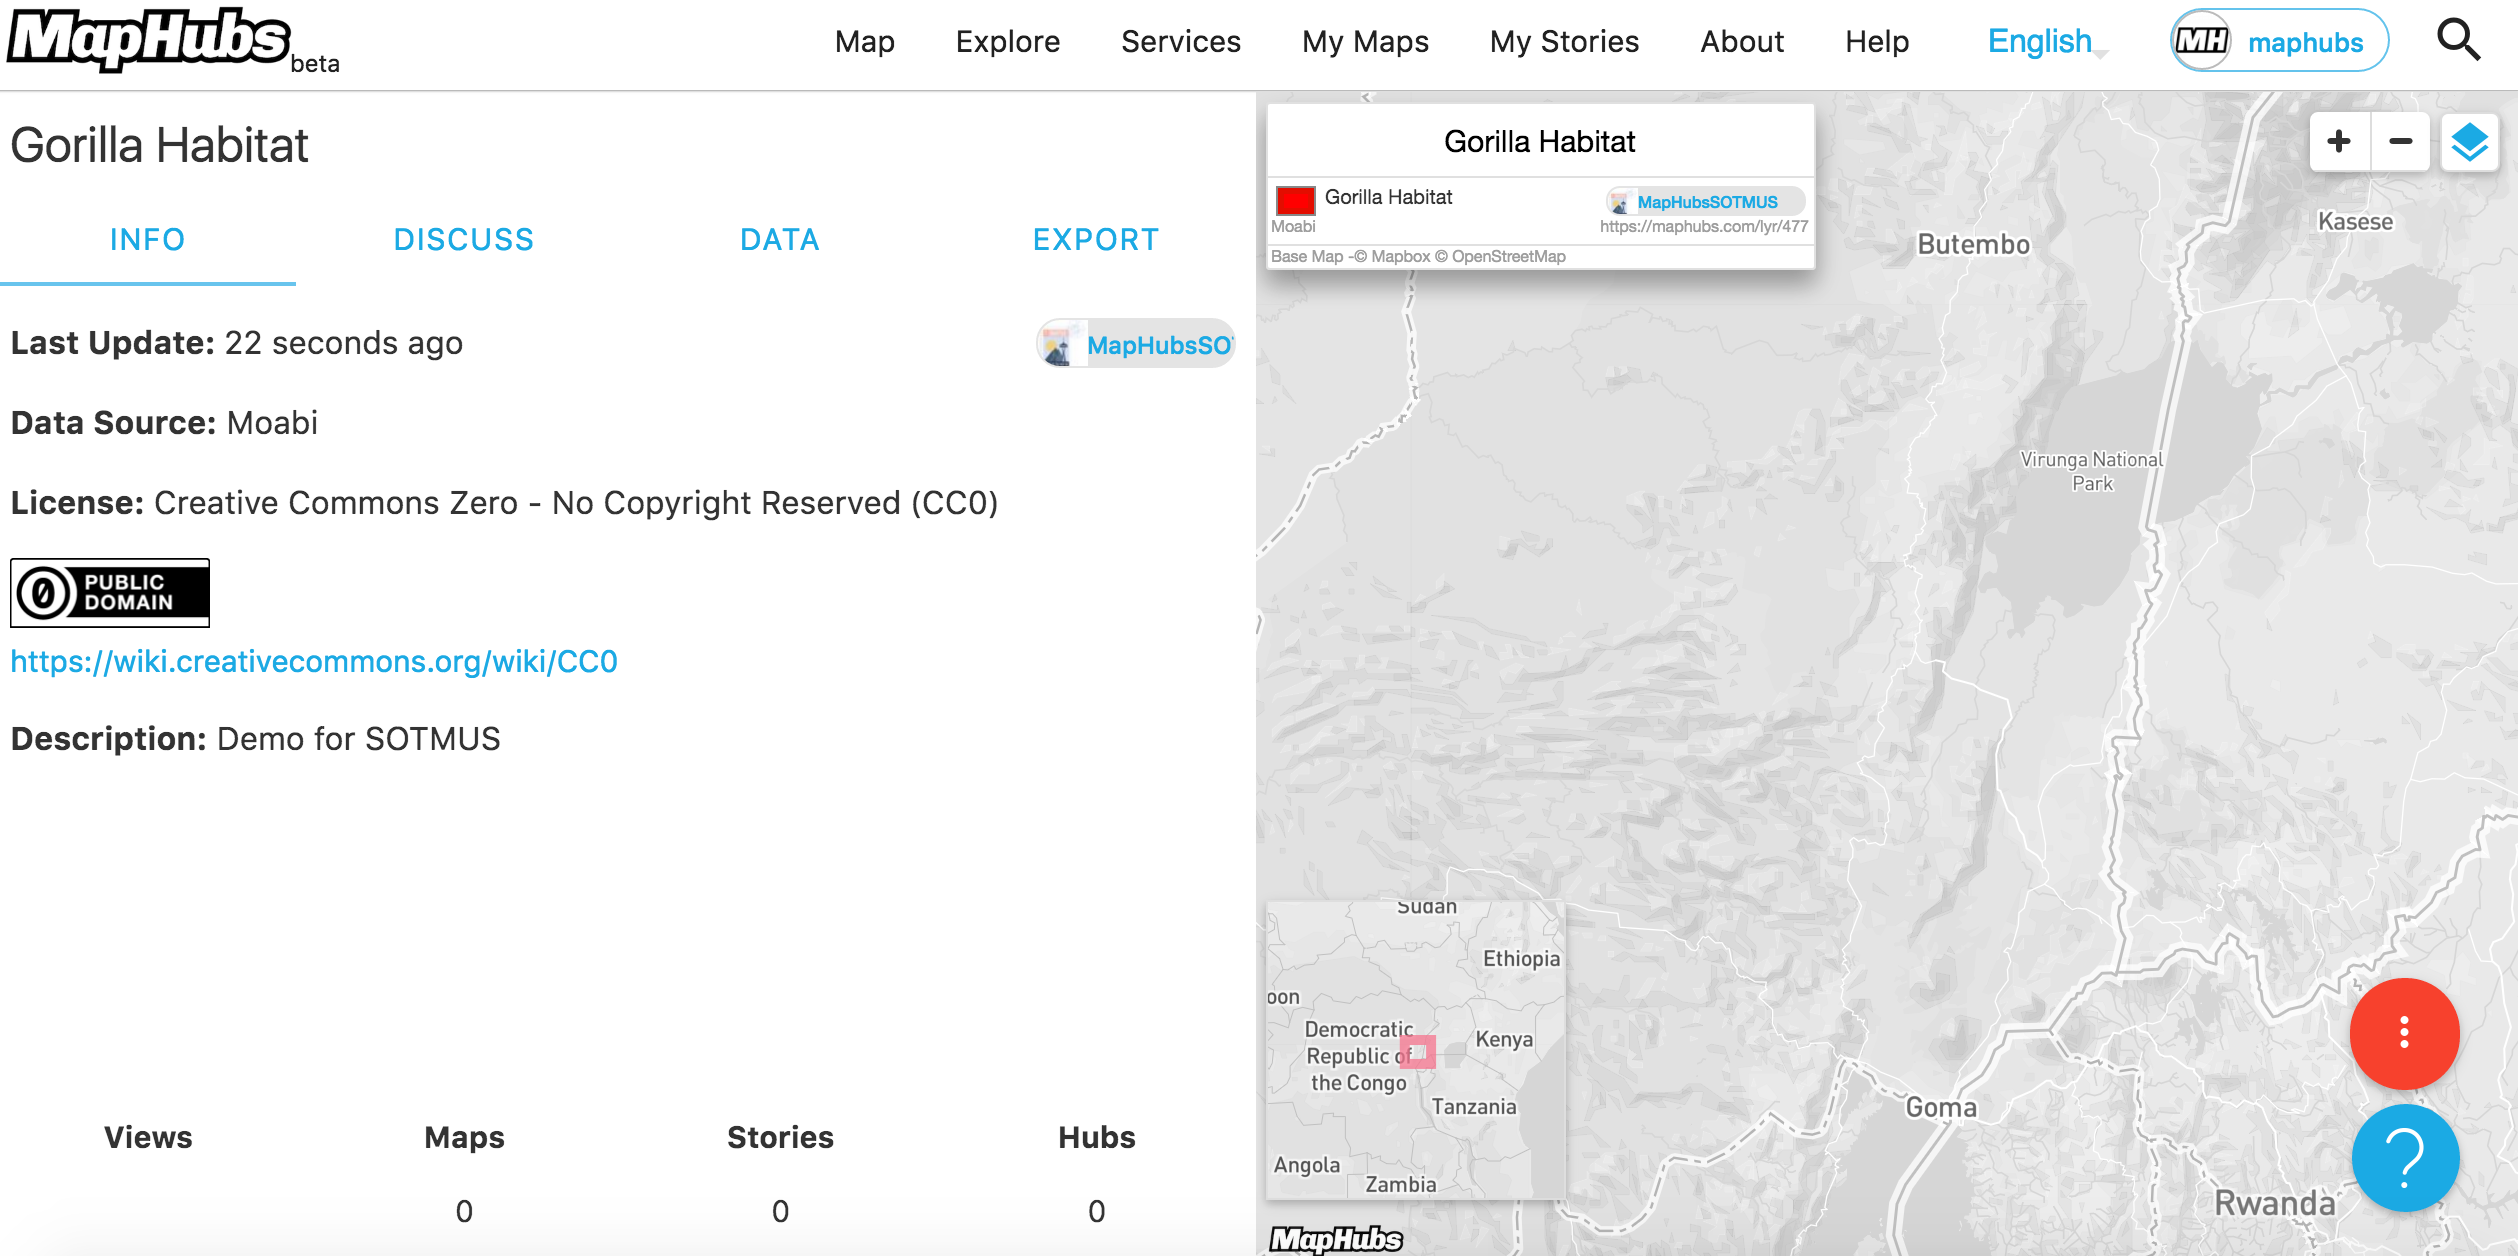 MapHubs beta
Map Explore Services My Maps My Stories About Help English MH maphubs
Gorilla Habitat
INFO DISCUSS DATA EXPORT
Last Update: 22 seconds ago
MapHubsSO
Data Source: Moabi
License: Creative Commons Zero - No Copyright Reserved (CC0)
0 PUBLIC
DOMAIN
https://wiki.creativecommons.org/wiki/CC0
Description: Demo for SOTMUS
Views Maps Stories Hubs
0 0 0
Gorilla Habitat
Gorilla Habitat MapHubsSOTMUS
Moabi https://maphubs.com/lyr/477
Base Map -© Mapbox © OpenStreetMap
+ −
Kasese
Butembo
Virunga National
Park
Sudan
Ethiopia
oon
Democratic
Republic of
the Congo
Kenya
Tanzania
Angola
Zambia
Goma
?
Rwanda
MapHubs